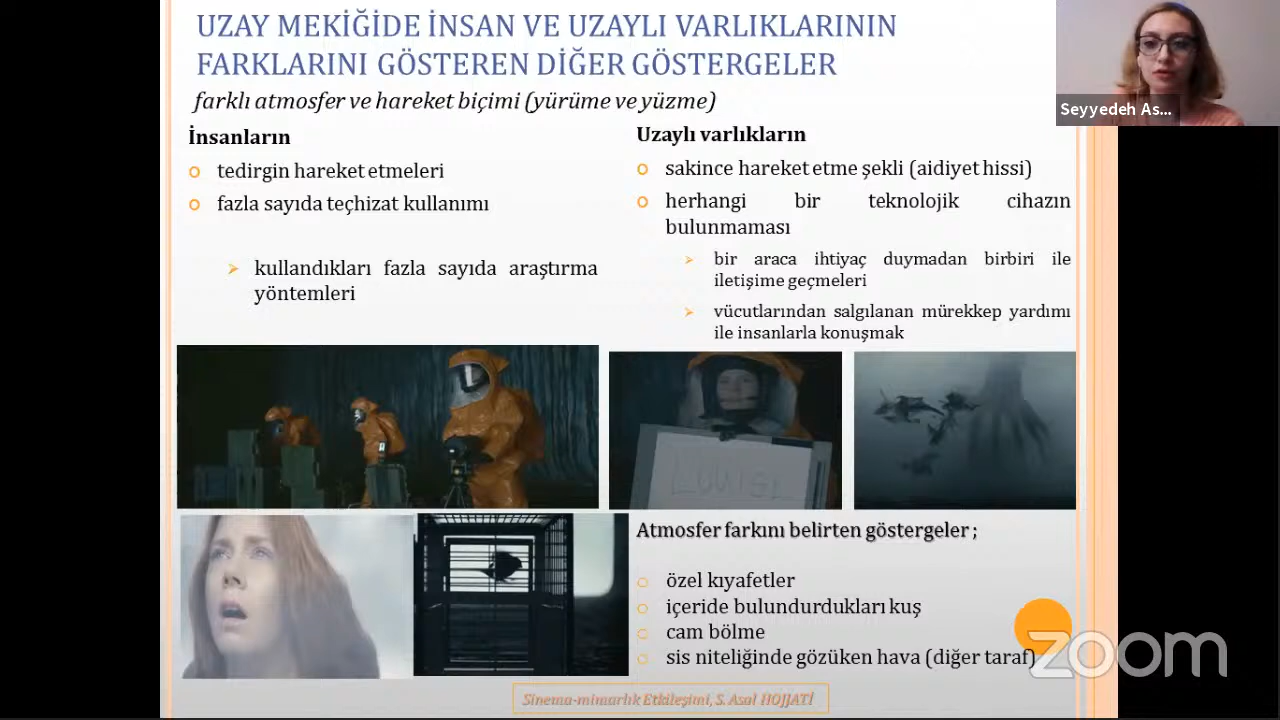 UZAY MEKİĞİDE İNSAN VE UZAYLI VARLIKLARININ
FARKLARINI GÖSTEREN DİĞER GÖSTERGELER
farklı atmosfer ve hareket biçimi (yürüme ve yüzme)
İnsanların
tedirgin hareket etmeleri
fazla sayıda teçhizat kullanımı
kullandıkları fazla sayıda araştırma
yöntemleri
Uzaylı varlıkların
sakince hareket etme şekli (aidiyet hissi)
herhangi bir teknolojik cihazın
bulunmaması
bir araca ihtiyaç duymadan birbiri ile
iletişime geçmeleri
vücutlarından salgılanan mürekkep yardımı
ile insanlarla konuşmak
Atmosfer farkını belirten göstergeler ;
özel kıyafetler
içeride bulundurdukları kuş
cam bölme
sis niteliğinde gözüken hava (diğer taraf)
Sinema-mimarlık Etkileşimi, S. Asal HOJJATİ
Seyyedeh As...
zoom